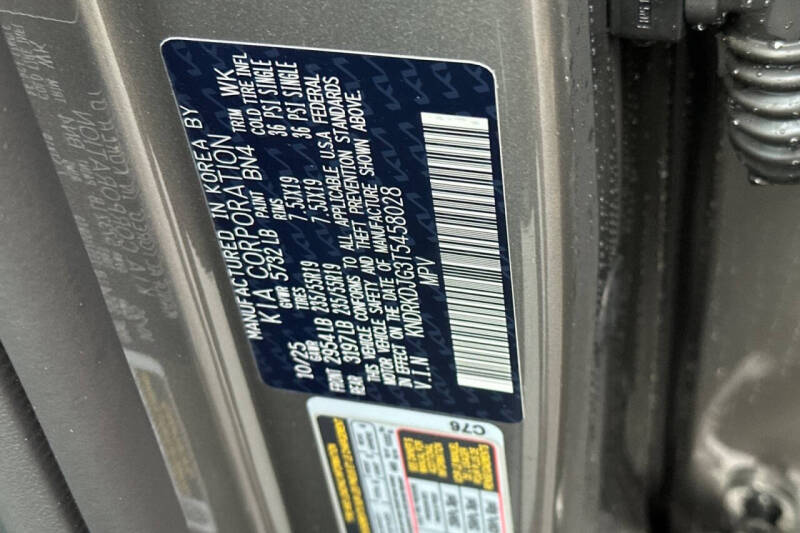 MANUFACTURED IN KOREA BY
KIA CORPORATION
10/25 GVWR 5732 LB PAINT BN4 TRIM WK
GAWR TIRES RIMS COLD TIRE INFL
FRONT 2954 LB 235/55R19 7.5JX19 36 PSI SINGLE
REAR 3197 LB 235/55R19 7.5JX19 36 PSI SINGLE
THIS VEHICLE CONFORMS TO ALL APPLICABLE U.S.A FEDERAL
MOTOR VEHICLE SAFETY AND THEFT PREVENTION STANDARDS
IN EFFECT ON THE DATE OF MANUFACTURE SHOWN ABOVE.
V.I.N KNDRKDJG3T5458028
MPV
C76